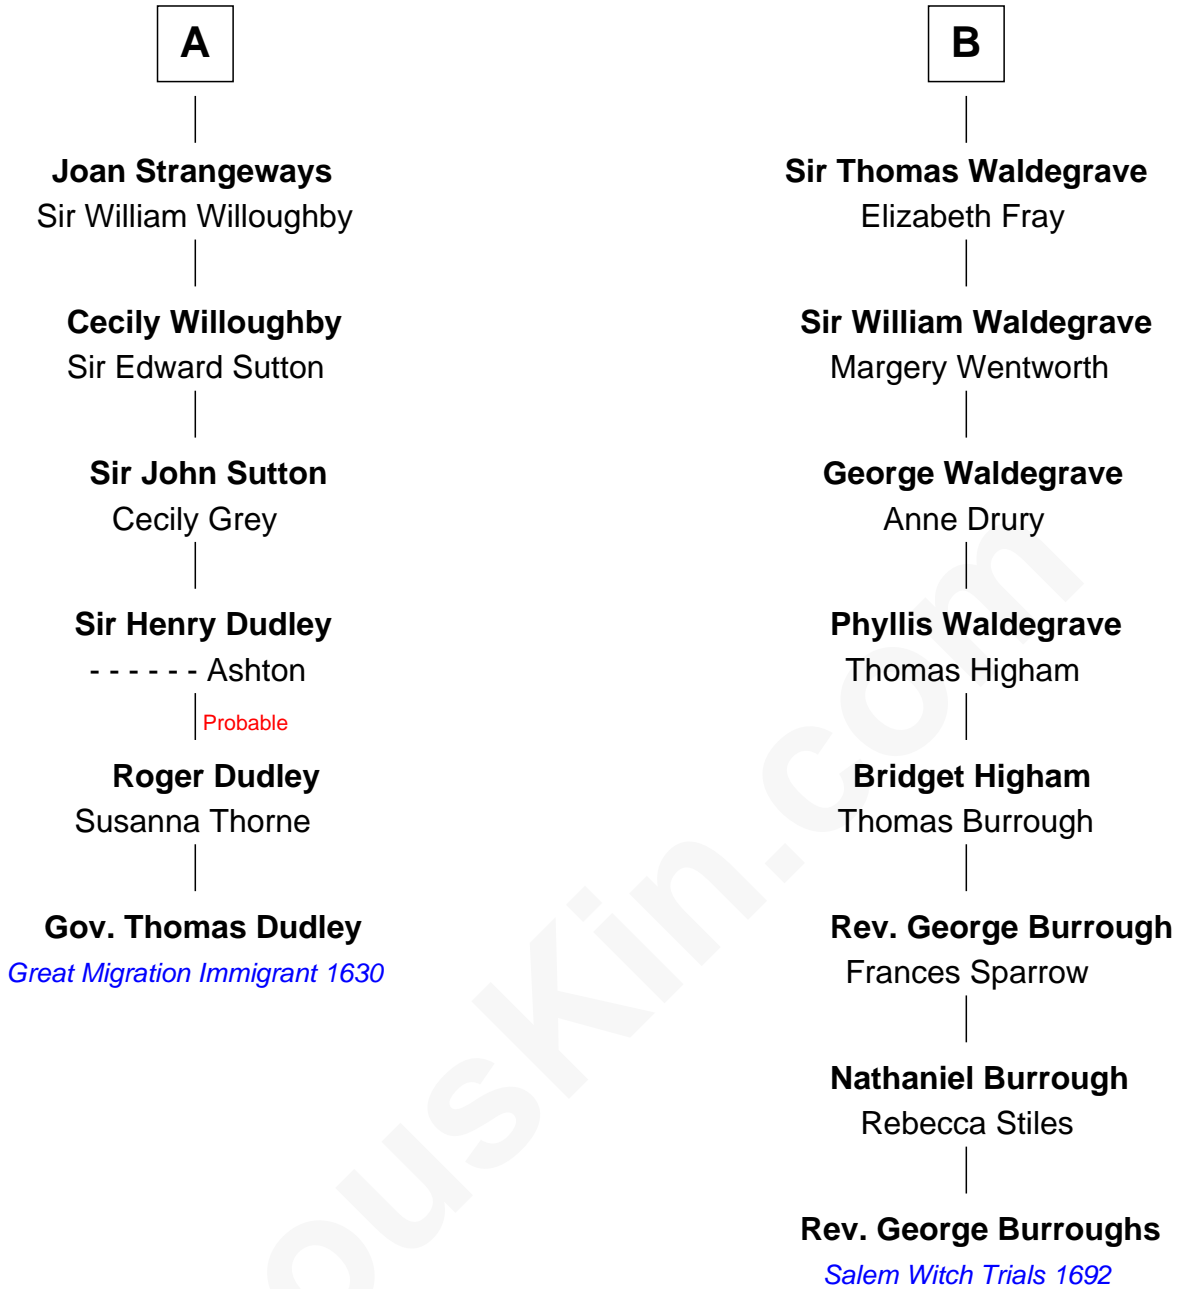 A
Joan Strangeways
Sir William Willoughby
Cecily Willoughby
Sir Edward Sutton
Sir John Sutton
Cecily Grey
Sir Henry Dudley
- - - - - - Ashton
Probable
Roger Dudley
Susanna Thorne
Gov. Thomas Dudley
Great Migration Immigrant 1630
B
Sir Thomas Waldegrave
Elizabeth Fray
Sir William Waldegrave
Margery Wentworth
George Waldegrave
Anne Drury
Phyllis Waldegrave
Thomas Higham
Bridget Higham
Thomas Burrough
Rev. George Burrough
Frances Sparrow
Nathaniel Burrough
Rebecca Stiles
Rev. George Burroughs
Salem Witch Trials 1692
ousKin.com